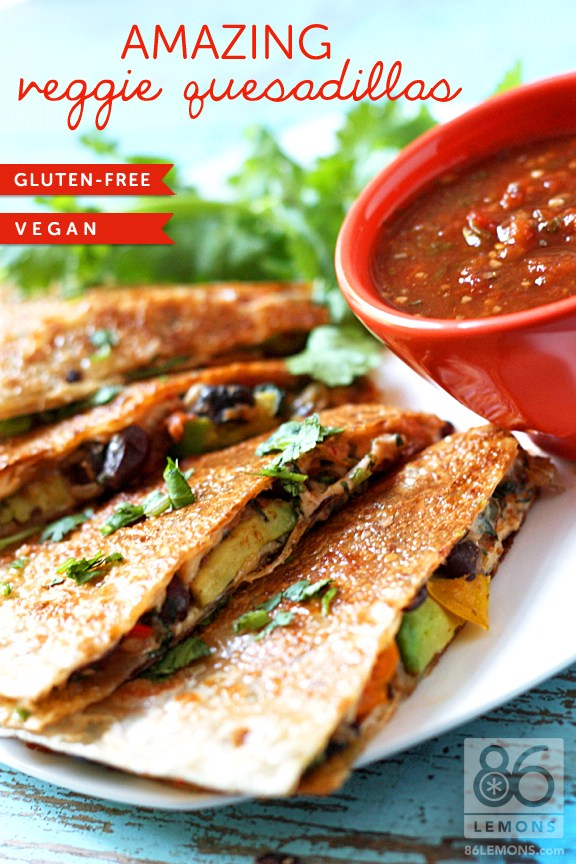 AMAZING
veggie quesadillas
GLUTEN-FREE
VEGAN
86
LEMONS
86LEMONS.com